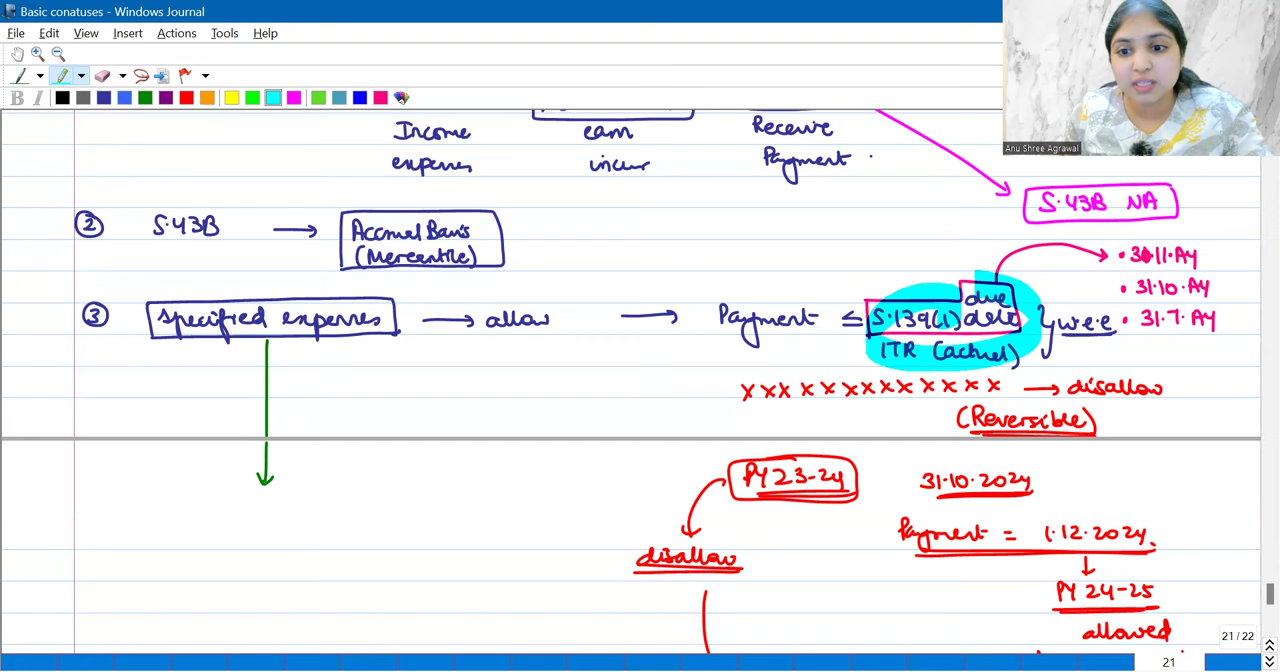 Basic conatuses - Windows Journal
File Edit View Insert Actions Tools Help
B I
Anu Shree Agrawal
Income earn Receive
expenses incur Payment
S.43B NA
② S.43B → Accrual Basis
(Mercentile)
• 30.11.AY
• 31.10.AY
• 31.7.AY
③ Specified expenses → allow → Payment ≤ S.139(1) due date } w.e.e
ITR (actual)
x x x x x x x x x x x x x → disallow
(Reversible)
PY 23-24 31.10.2024
Payment = 1.12.2024.
disallow
PY 24-25
allowed
21 / 22
21